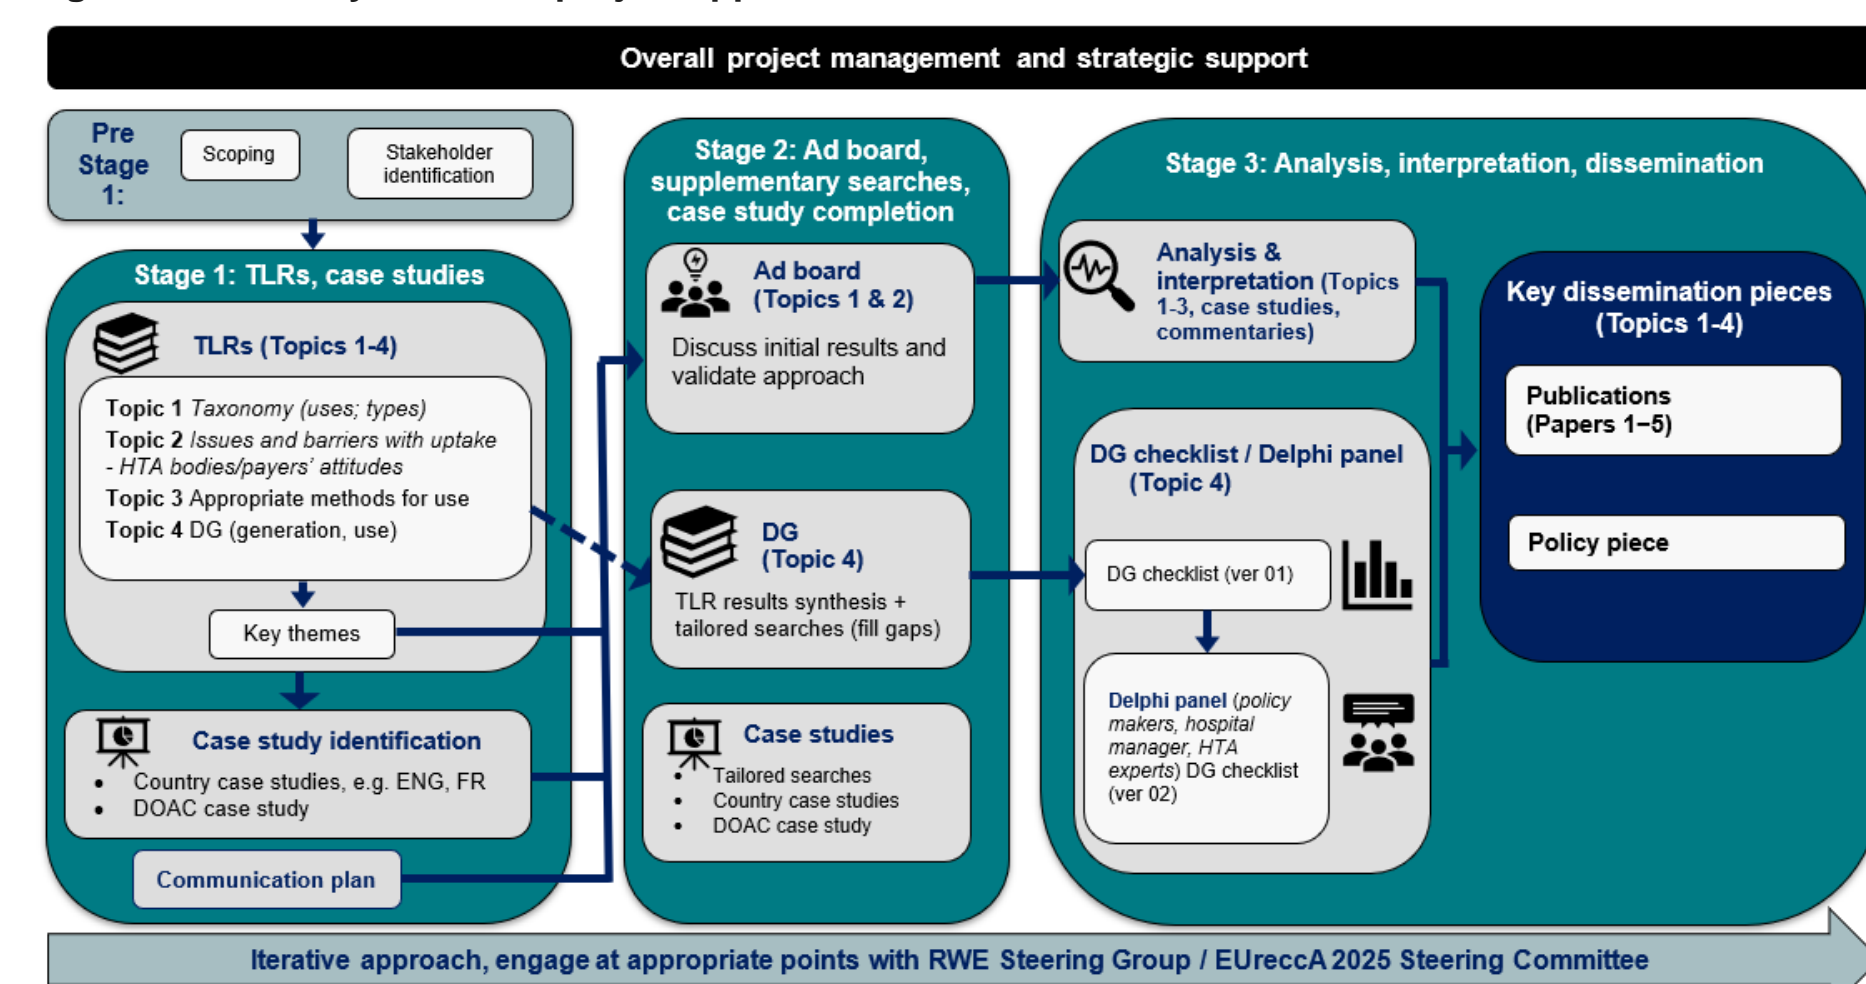 Overall project management and strategic support
Pre
Stage
1:
Scoping
Stakeholder
identification
Stage 1: TLRs, case studies
TLRs (Topics 1-4)
Topic 1 Taxonomy (uses; types)
Topic 2 Issues and barriers with uptake
- HTA bodies/payers’ attitudes
Topic 3 Appropriate methods for use
Topic 4 DG (generation, use)
Key themes
Case study identification
• Country case studies, e.g. ENG, FR
• DOAC case study
Communication plan
Stage 2: Ad board,
supplementary searches,
case study completion
Ad board
(Topics 1 & 2)
Discuss initial results and
validate approach
DG
(Topic 4)
TLR results synthesis +
tailored searches (fill gaps)
Case studies
• Tailored searches
• Country case studies
• DOAC case study
Stage 3: Analysis, interpretation, dissemination
Analysis &
interpretation (Topics
1-3, case studies,
commentaries)
DG checklist / Delphi panel
(Topic 4)
DG checklist (ver 01)
Delphi panel (policy
makers, hospital
manager, HTA
experts) DG checklist
(ver 02)
Key dissemination pieces
(Topics 1-4)
Publications
(Papers 1–5)
Policy piece
Iterative approach, engage at appropriate points with RWE Steering Group / EUreccA 2025 Steering Committee